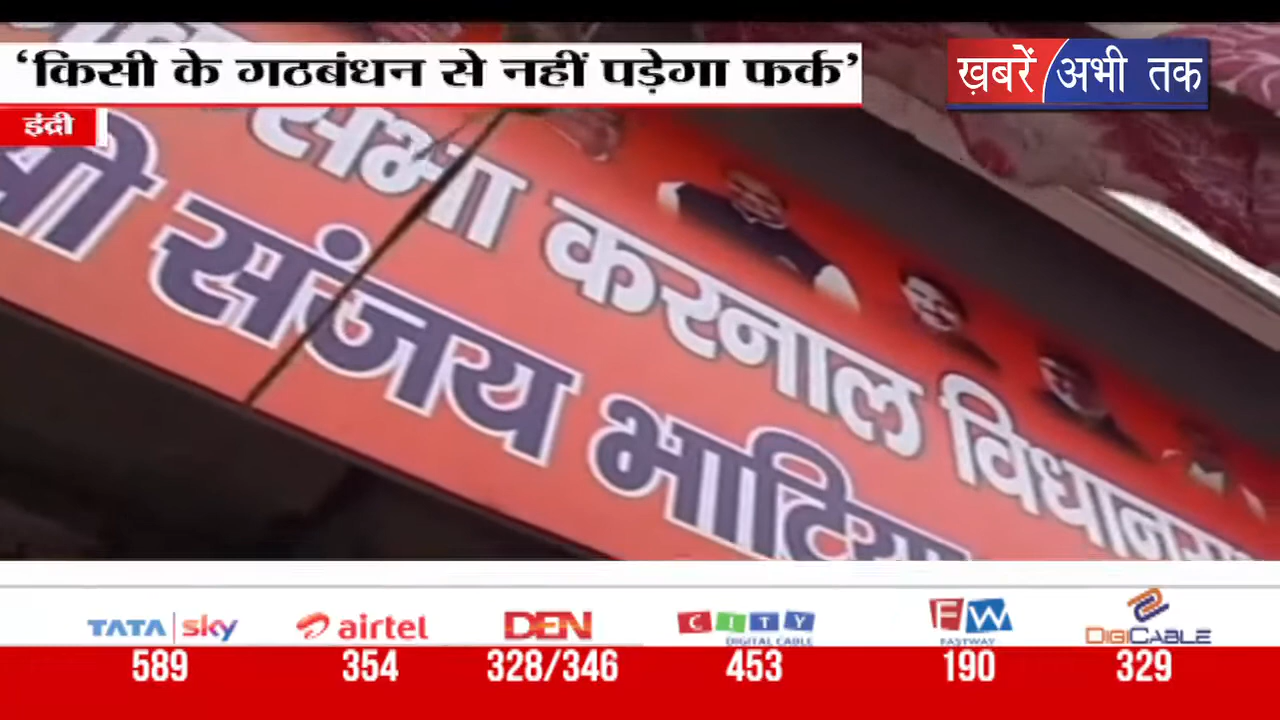 ‘किसी के गठबंधन से नहीं पड़ेगा फर्क’
ख़बरें अभी तक
इंद्री
सभा करनाल
संजय भाटिया
TATA sky airtel DEN CITY FW DIGICABLE
DIGITAL CABLE FASTWAY
589 354 328/346 453 190 329